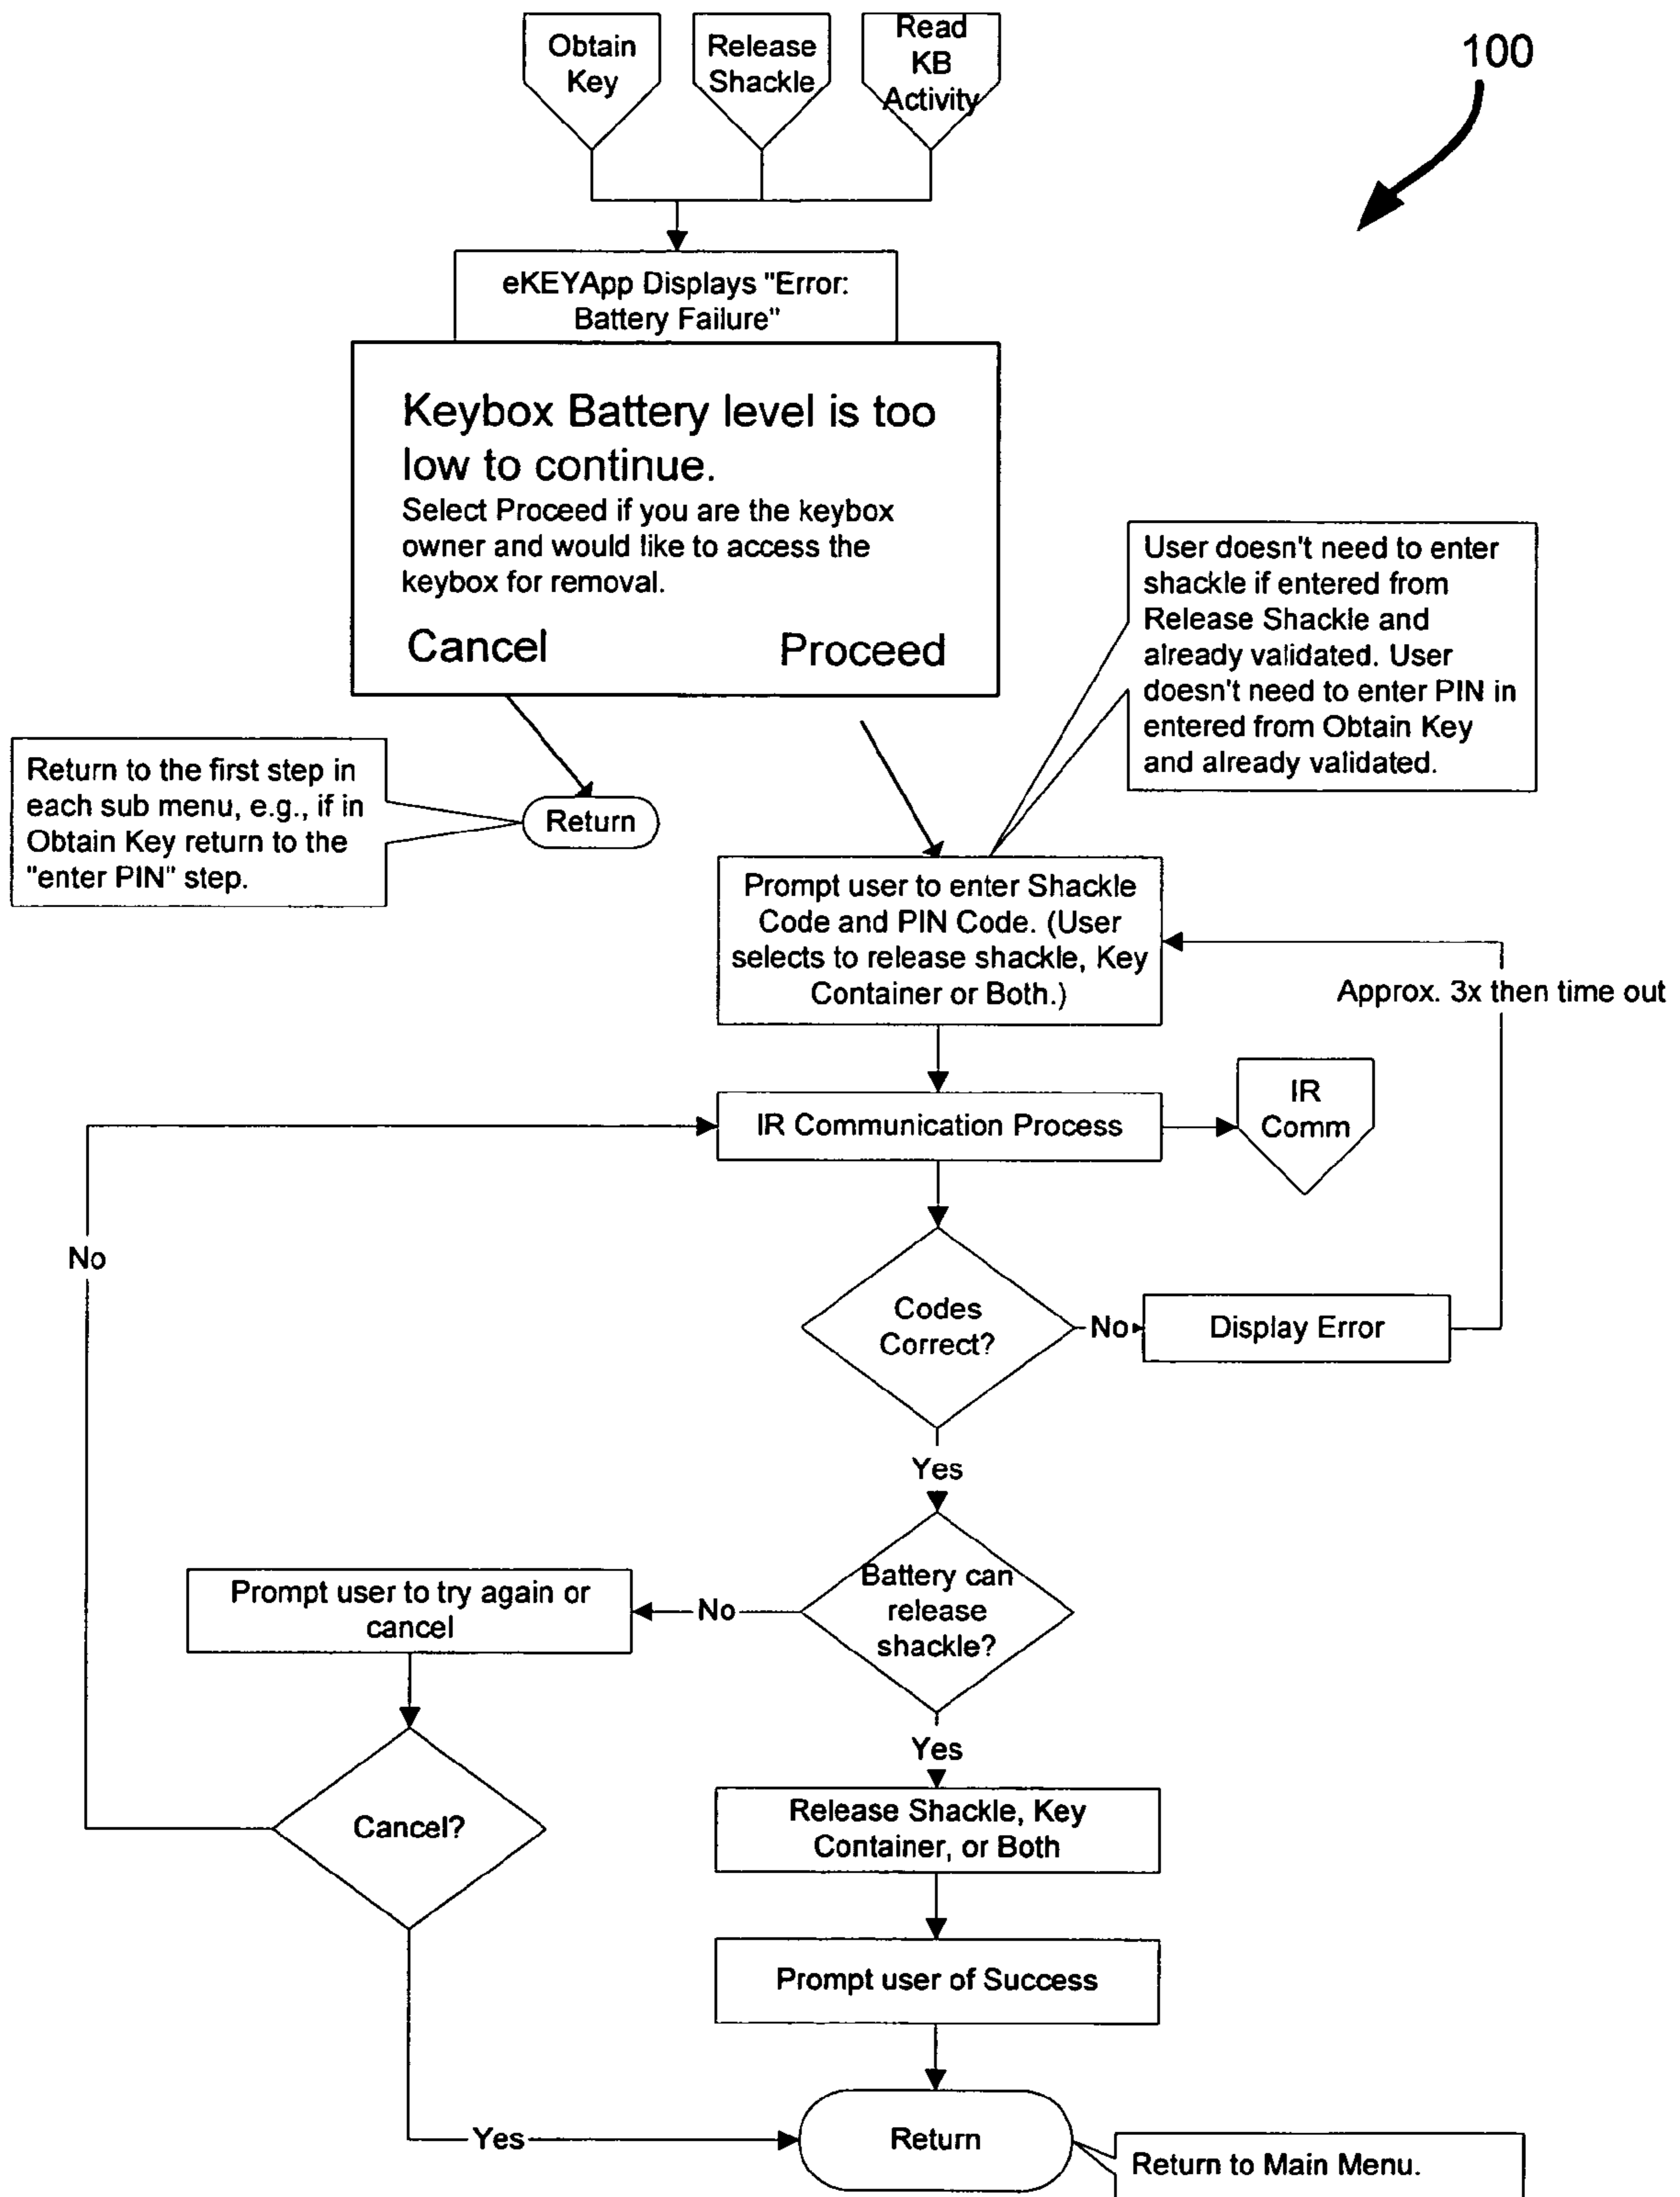 Obtain
Key
Release
Shackle
Read
KB
Activity
100
eKEYApp Displays "Error:
Battery Failure"
Keybox Battery level is too
low to continue.
Select Proceed if you are the keybox
owner and would like to access the
keybox for removal.
Cancel
Proceed
User doesn't need to enter
shackle if entered from
Release Shackle and
already validated. User
doesn't need to enter PIN in
entered from Obtain Key
and already validated.
Return to the first step in
each sub menu, e.g., if in
Obtain Key return to the
"enter PIN" step.
Return
Prompt user to enter Shackle
Code and PIN Code. (User
selects to release shackle, Key
Container or Both.)
Approx. 3x then time out
IR Communication Process
IR
Comm
No
Codes
Correct?
No
Display Error
Yes
Battery can
release
shackle?
No
Prompt user to try again or
cancel
Yes
Cancel?
Release Shackle, Key
Container, or Both
Prompt user of Success
Yes
Return
Return to Main Menu.